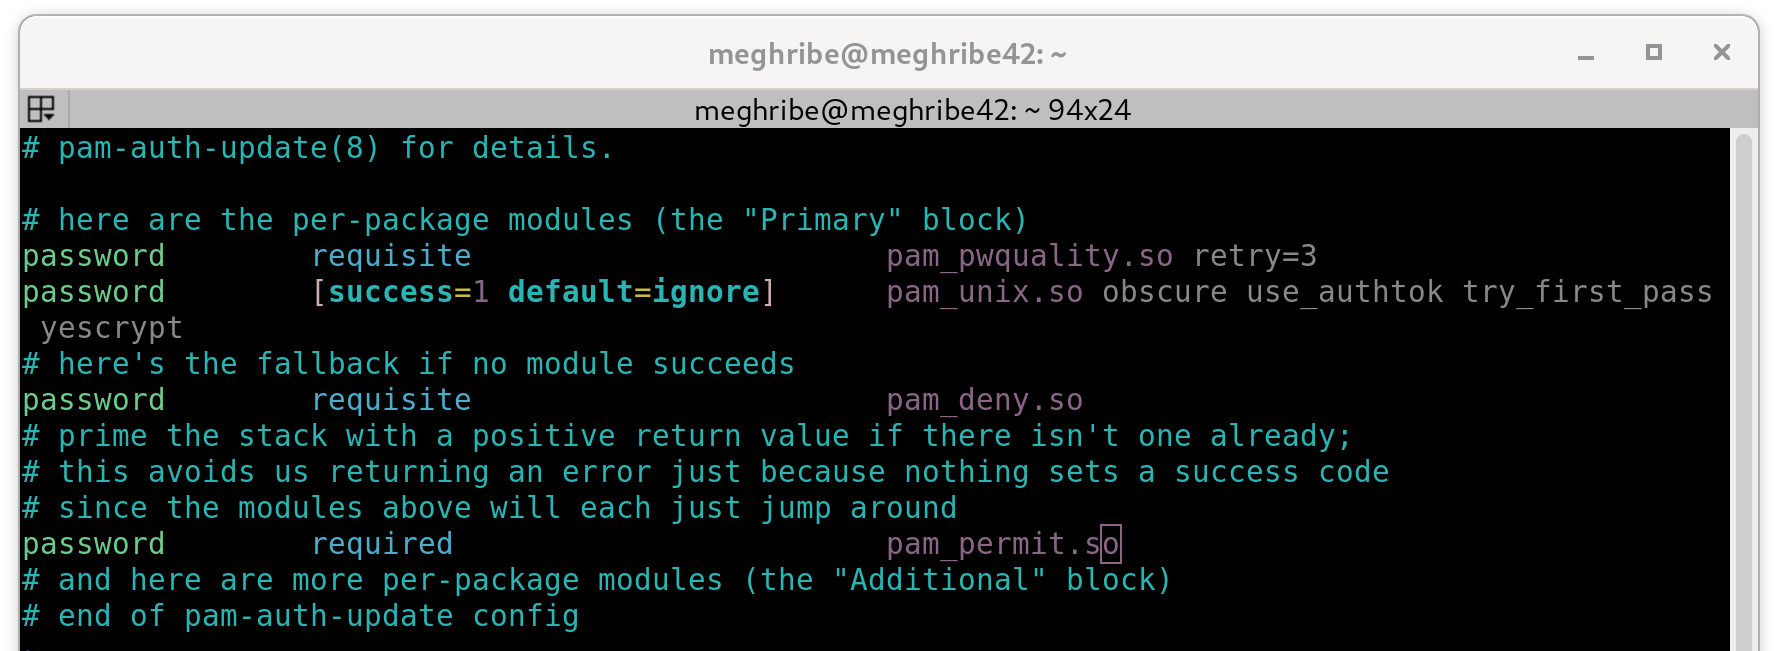 meghribe@meghribe42: ~
meghribe@meghribe42: ~ 94x24
# pam-auth-update(8) for details.

# here are the per-package modules (the "Primary" block)
password        requisite                       pam_pwquality.so retry=3
password        [success=1 default=ignore]      pam_unix.so obscure use_authtok try_first_pass
 yescrypt
# here's the fallback if no module succeeds
password        requisite                       pam_deny.so
# prime the stack with a positive return value if there isn't one already;
# this avoids us returning an error just because nothing sets a success code
# since the modules above will each just jump around
password        required                        pam_permit.so
# and here are more per-package modules (the "Additional" block)
# end of pam-auth-update config